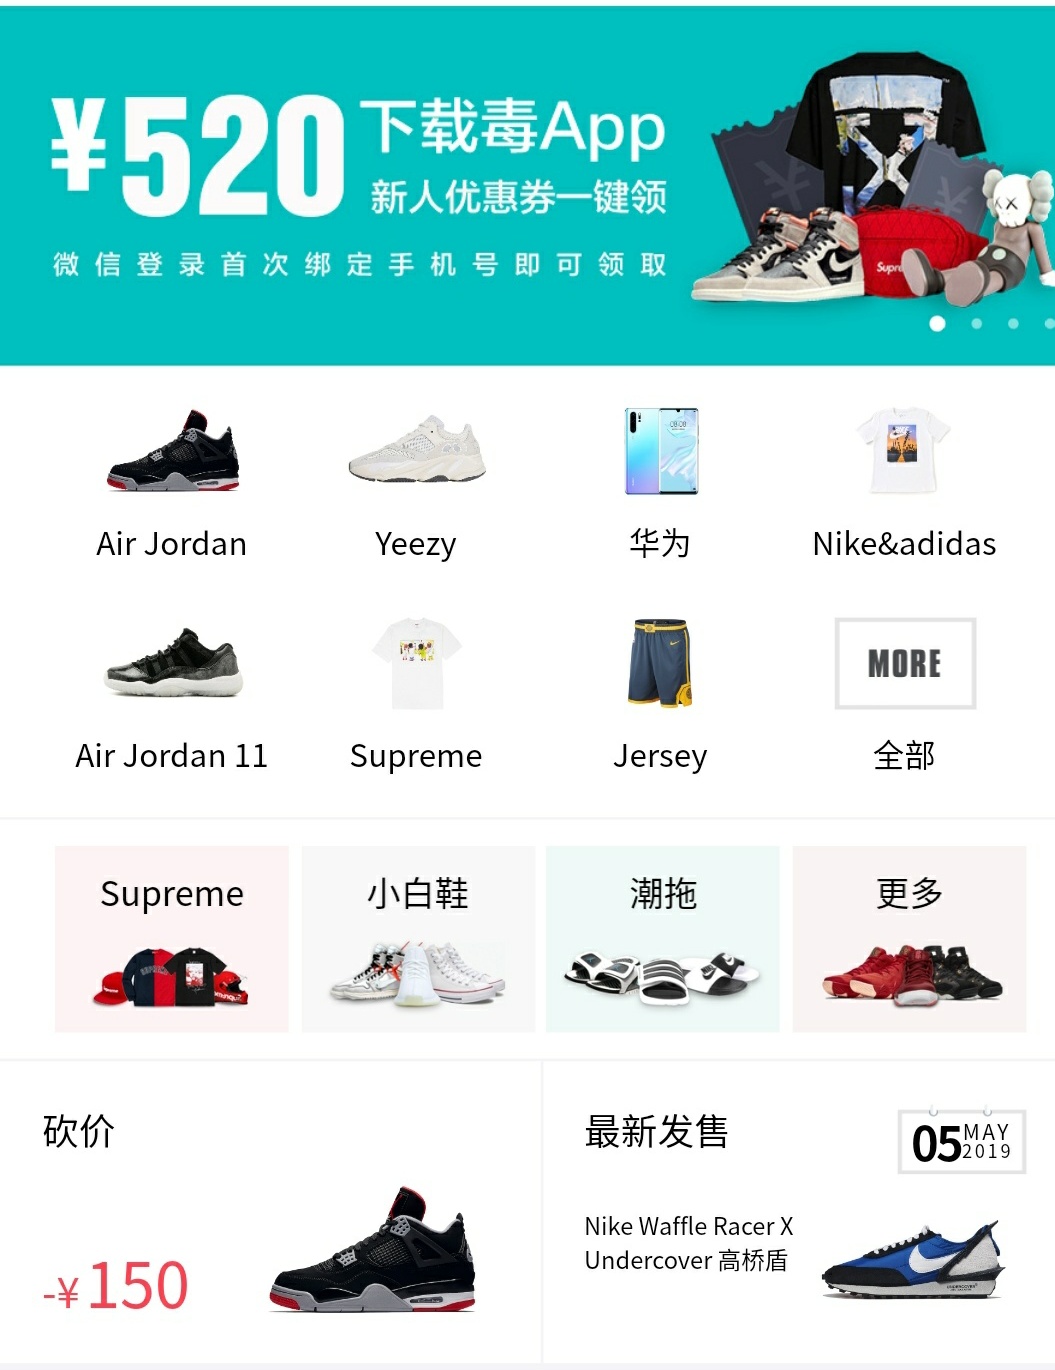 ¥520 下载毒App
新人优惠券一键领
微信登录首次绑定手机号即可领取
Air Jordan
Yeezy
华为
Nike&adidas
MORE
Air Jordan 11
Supreme
Jersey
全部
Supreme
小白鞋
潮拖
更多
砍价
-¥150
最新发售
05 MAY
2019
Nike Waffle Racer X
Undercover 高桥盾